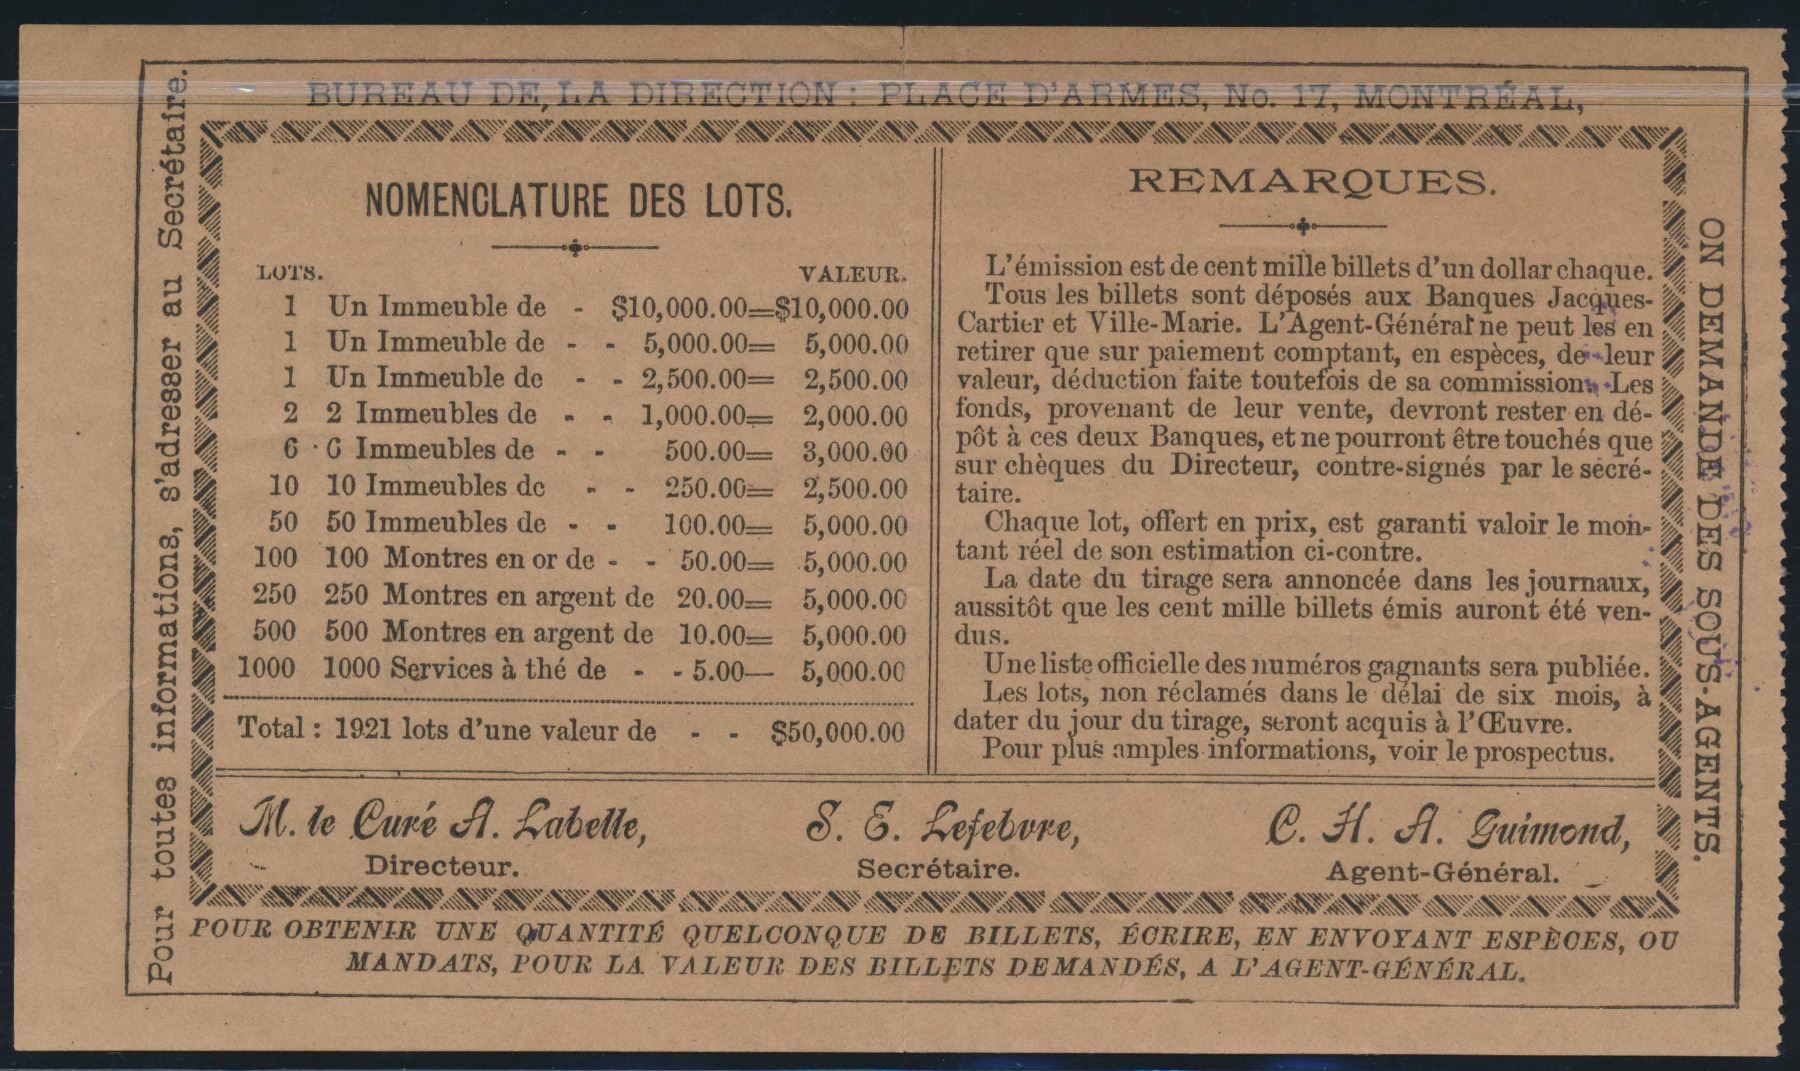 BUREAU DE LA DIRECTION : PLACE D'ARMES, No. 17, MONTRÉAL,
Pour toutes informations, s'adresser au Secrétaire.
NOMENCLATURE DES LOTS.
LOTS. VALEUR.
1 Un Immeuble de - $10,000.00=$10,000.00
1 Un Immeuble de - - 5,000.00= 5,000.00
1 Un Immeuble de - - 2,500.00= 2,500.00
2 2 Immeubles de - - 1,000.00= 2,000.00
6 6 Immeubles de - - 500.00= 3,000.00
10 10 Immeubles de - - 250.00= 2,500.00
50 50 Immeubles de - - 100.00= 5,000.00
100 100 Montres en or de - - 50.00= 5,000.00
250 250 Montres en argent de 20.00= 5,000.00
500 500 Montres en argent de 10.00= 5,000.00
1000 1000 Services à thé de - - 5.00— 5,000.00
Total : 1921 lots d'une valeur de - - $50,000.00
REMARQUES.
L'émission est de cent mille billets d'un dollar chaque.
Tous les billets sont déposés aux Banques Jacques-
Cartier et Ville-Marie. L'Agent-Général ne peut les en
retirer que sur paiement comptant, en espèces, de leur
valeur, déduction faite toutefois de sa commission. Les
fonds, provenant de leur vente, devront rester en dé-
pôt à ces deux Banques, et ne pourront être touchés que
sur chèques du Directeur, contre-signés par le secré-
taire.
Chaque lot, offert en prix, est garanti valoir le mon-
tant réel de son estimation ci-contre.
La date du tirage sera annoncée dans les journaux,
aussitôt que les cent mille billets émis auront été ven-
dus.
Une liste officielle des numéros gagnants sera publiée.
Les lots, non réclamés dans le délai de six mois, à
dater du jour du tirage, seront acquis à l'Œuvre.
Pour plus amples informations, voir le prospectus.
ON DEMANDE DES SOUS-AGENTS.
M. le Curé A. Labelle, S. E. Lefebvre, C. H. A. Guimond,
Directeur. Secrétaire. Agent-Général.
POUR OBTENIR UNE QUANTITÉ QUELCONQUE DE BILLETS, ÉCRIRE, EN ENVOYANT ESPÈCES, OU
MANDATS, POUR LA VALEUR DES BILLETS DEMANDÉS, A L'AGENT-GÉNÉRAL.